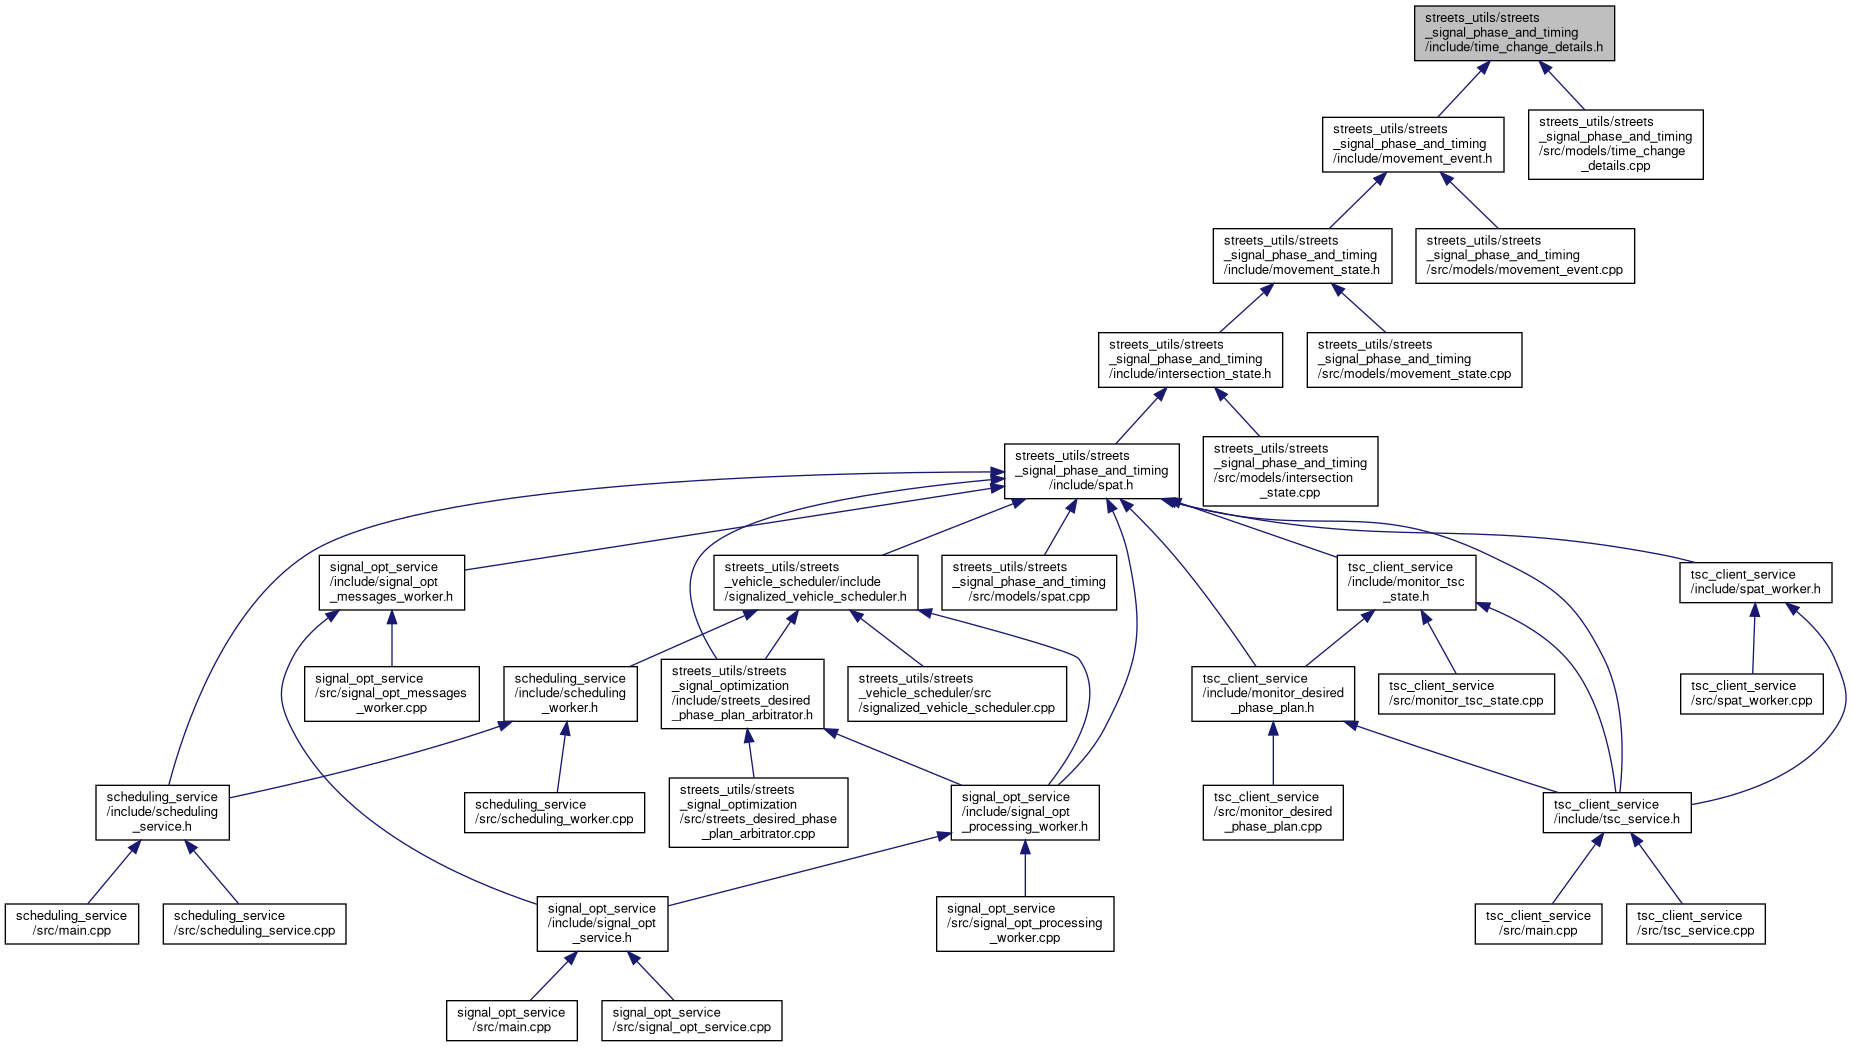 streets_utils/streets
_signal_phase_and_timing
/include/time_change_details.h
streets_utils/streets
_signal_phase_and_timing
/include/movement_event.h
streets_utils/streets
_signal_phase_and_timing
/src/models/time_change
_details.cpp
streets_utils/streets
_signal_phase_and_timing
/include/movement_state.h
streets_utils/streets
_signal_phase_and_timing
/src/models/movement_event.cpp
streets_utils/streets
_signal_phase_and_timing
/include/intersection_state.h
streets_utils/streets
_signal_phase_and_timing
/src/models/movement_state.cpp
streets_utils/streets
_signal_phase_and_timing
/include/spat.h
streets_utils/streets
_signal_phase_and_timing
/src/models/intersection
_state.cpp
signal_opt_service
/include/signal_opt
_messages_worker.h
streets_utils/streets
_vehicle_scheduler/include
/signalized_vehicle_scheduler.h
streets_utils/streets
_signal_phase_and_timing
/src/models/spat.cpp
tsc_client_service
/include/monitor_tsc
_state.h
tsc_client_service
/include/spat_worker.h
signal_opt_service
/src/signal_opt_messages
_worker.cpp
scheduling_service
/include/scheduling
_worker.h
streets_utils/streets
_signal_optimization
/include/streets_desired
_phase_plan_arbitrator.h
streets_utils/streets
_vehicle_scheduler/src
/signalized_vehicle_scheduler.cpp
tsc_client_service
/include/monitor_desired
_phase_plan.h
tsc_client_service
/src/monitor_tsc_state.cpp
tsc_client_service
/src/spat_worker.cpp
scheduling_service
/include/scheduling
_service.h
scheduling_service
/src/scheduling_worker.cpp
streets_utils/streets
_signal_optimization
/src/streets_desired_phase
_plan_arbitrator.cpp
signal_opt_service
/include/signal_opt
_processing_worker.h
tsc_client_service
/src/monitor_desired
_phase_plan.cpp
tsc_client_service
/include/tsc_service.h
scheduling_service
/src/main.cpp
scheduling_service
/src/scheduling_service.cpp
signal_opt_service
/include/signal_opt
_service.h
signal_opt_service
/src/signal_opt_processing
_worker.cpp
tsc_client_service
/src/main.cpp
tsc_client_service
/src/tsc_service.cpp
signal_opt_service
/src/main.cpp
signal_opt_service
/src/signal_opt_service.cpp